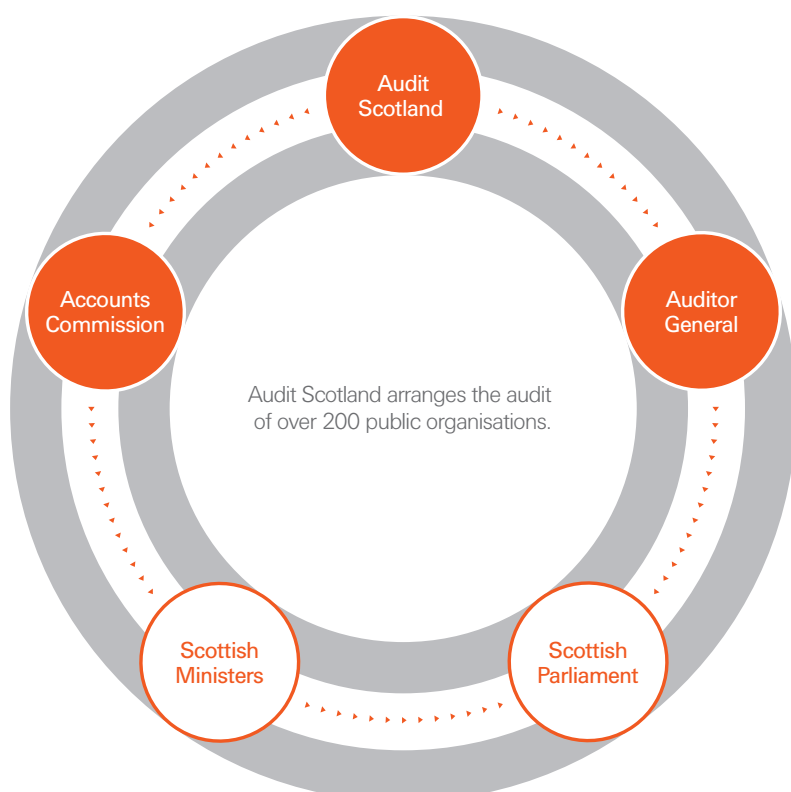 Audit
Scotland
Accounts
Commission
Auditor
General
Audit Scotland arranges the audit
of over 200 public organisations.
Scottish
Ministers
Scottish
Parliament